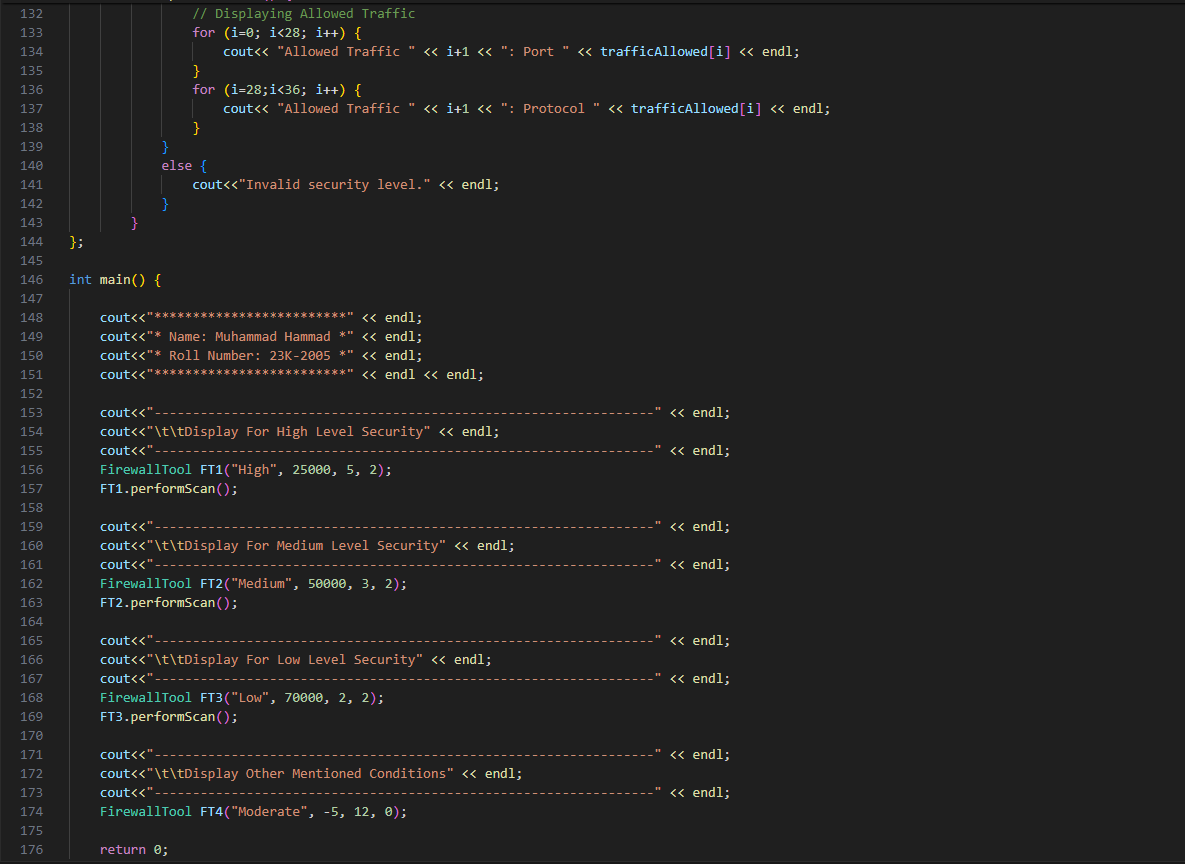 132 // Displaying Allowed Traffic
133 for (i=0; i<28; i++) {
134 cout<< "Allowed Traffic " << i+1 << ": Port " << trafficAllowed[i] << endl;
135 }
136 for (i=28;i<36; i++) {
137 cout<< "Allowed Traffic " << i+1 << ": Protocol " << trafficAllowed[i] << endl;
138 }
139 }
140 else {
141 cout<<"Invalid security level." << endl;
142 }
143 }
144 };
145
146 int main() {
147
148 cout<<"*************************" << endl;
149 cout<<"* Name: Muhammad Hammad *" << endl;
150 cout<<"* Roll Number: 23K-2005 *" << endl;
151 cout<<"*************************" << endl << endl;
152
153 cout<<"-----------------------------------------------------------------" << endl;
154 cout<<"\t\tDisplay For High Level Security" << endl;
155 cout<<"-----------------------------------------------------------------" << endl;
156 FirewallTool FT1("High", 25000, 5, 2);
157 FT1.performScan();
158
159 cout<<"-----------------------------------------------------------------" << endl;
160 cout<<"\t\tDisplay For Medium Level Security" << endl;
161 cout<<"-----------------------------------------------------------------" << endl;
162 FirewallTool FT2("Medium", 50000, 3, 2);
163 FT2.performScan();
164
165 cout<<"-----------------------------------------------------------------" << endl;
166 cout<<"\t\tDisplay For Low Level Security" << endl;
167 cout<<"-----------------------------------------------------------------" << endl;
168 FirewallTool FT3("Low", 70000, 2, 2);
169 FT3.performScan();
170
171 cout<<"-----------------------------------------------------------------" << endl;
172 cout<<"\t\tDisplay Other Mentioned Conditions" << endl;
173 cout<<"-----------------------------------------------------------------" << endl;
174 FirewallTool FT4("Moderate", -5, 12, 0);
175
176 return 0;